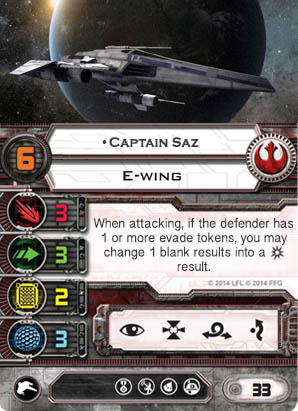 • Captain Saz
6
E-wing
3
3
2
3
When attacking, if the defender has
1 or more evade tokens, you may
change 1 blank results into a
result.
© 2014 LFL © 2014 FFG
33